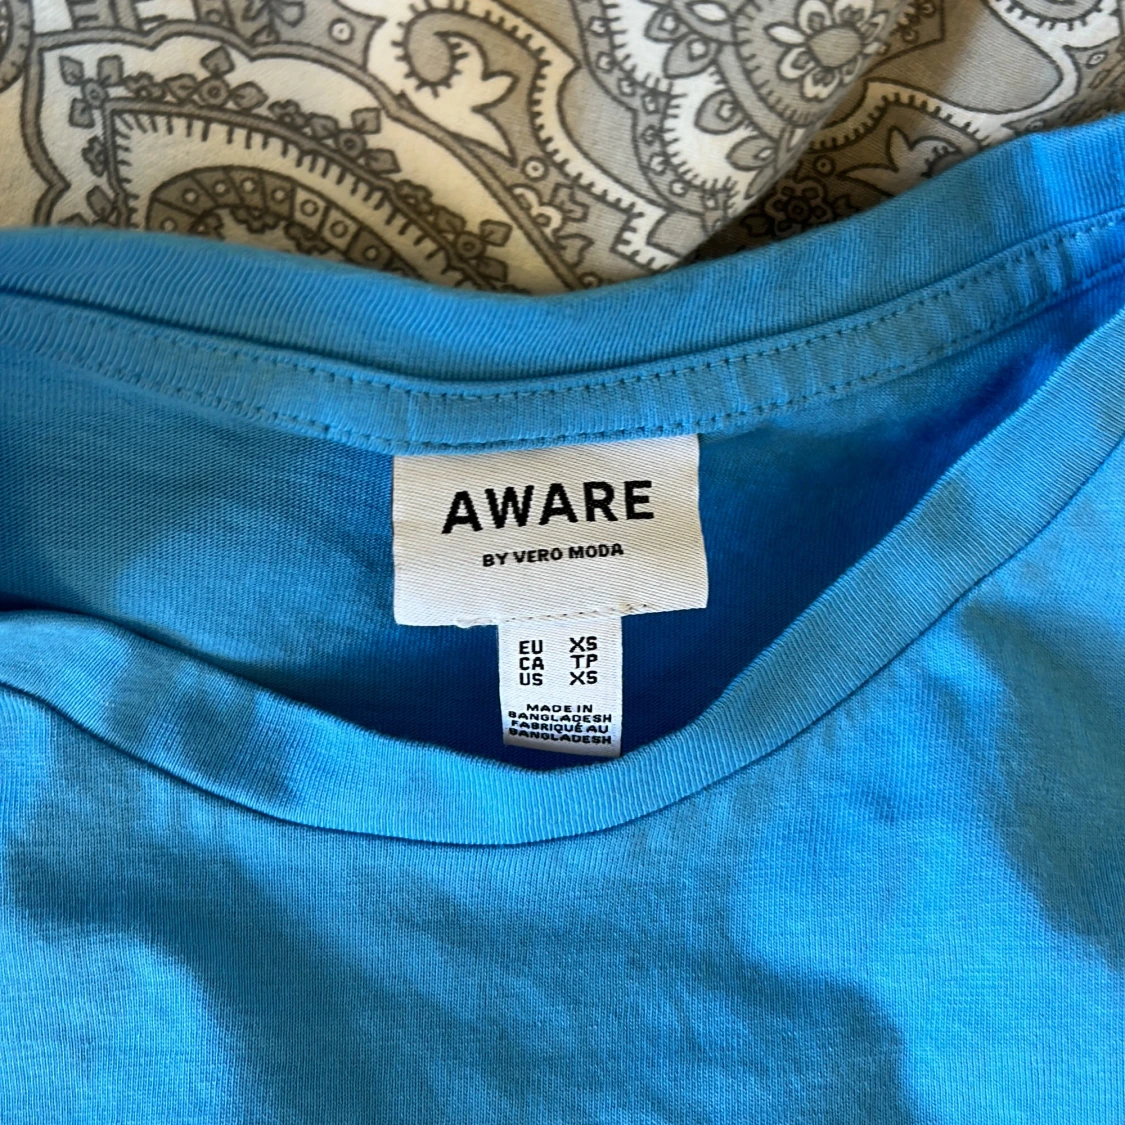 AWARE
BY VERO MODA
EU XS
CA TP
US XS
MADE IN
BANGLADESH
FABRIQUÉ AU
BANGLADESH